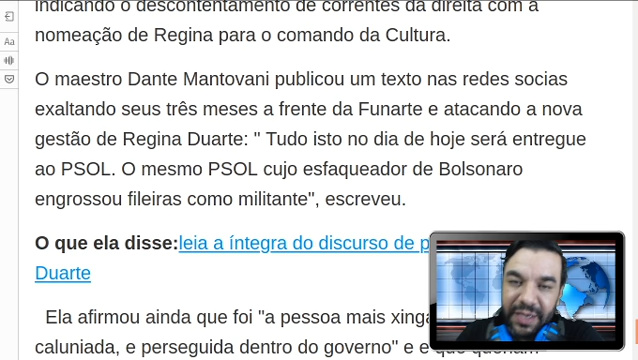 indicando o descontentamento de correntes da direita com a
nomeação de Regina para o comando da Cultura.
O maestro Dante Mantovani publicou um texto nas redes socias
exaltando seus três meses a frente da Funarte e atacando a nova
gestão de Regina Duarte: " Tudo isto no dia de hoje será entregue
ao PSOL. O mesmo PSOL cujo esfaqueador de Bolsonaro
engrossou fileiras como militante", escreveu.
O que ela disse:leia a íntegra do discurso de
Duarte
Ela afirmou ainda que foi "a pessoa mais
caluniada, e perseguida dentro do governo" e
Aa